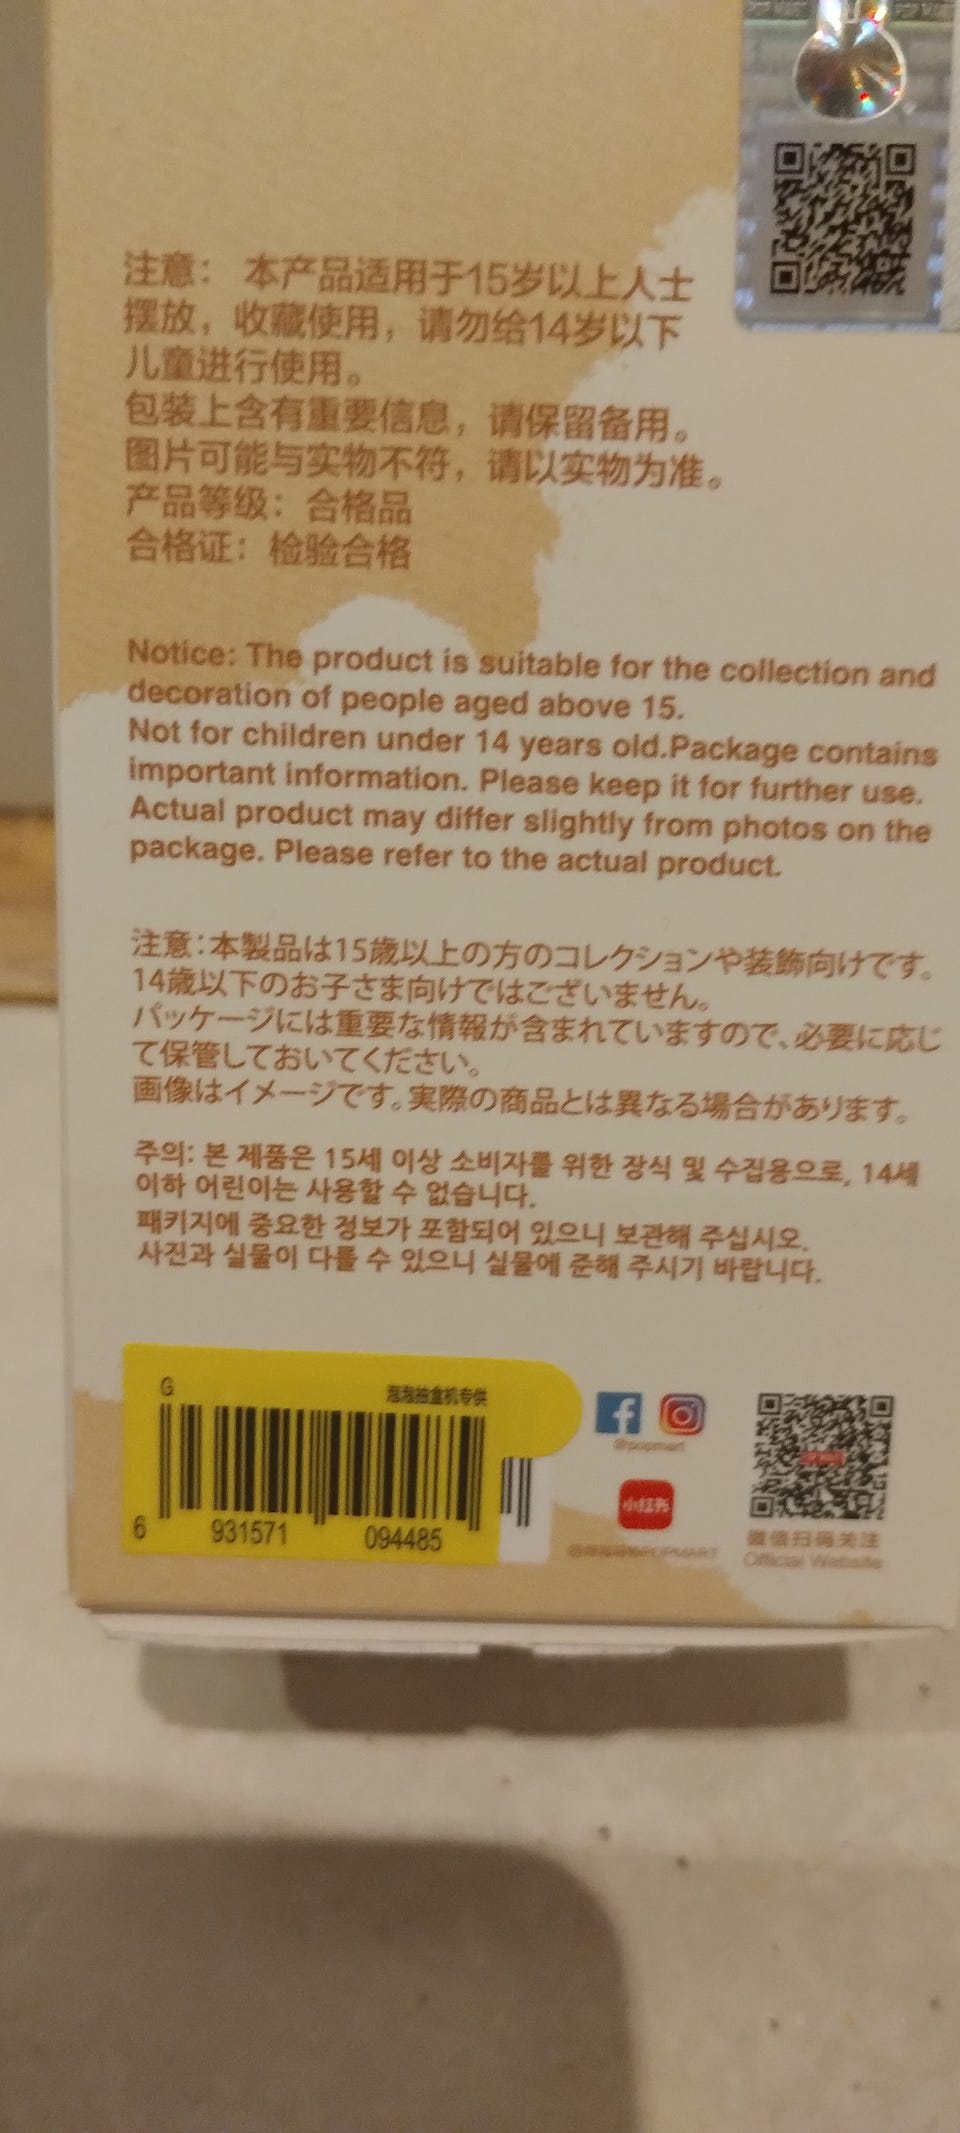 注意： 本产品适用于15岁以上人士
摆放，收藏使用，请勿给14岁以下
儿童进行使用。
包装上含有重要信息，请保留备用。
图片可能与实物不符，请以实物为准。
产品等级：合格品
合格证：检验合格
Notice: The product is suitable for the collection and
decoration of people aged above 15.
Not for children under 14 years old.Package contains
important information. Please keep it for further use.
Actual product may differ slightly from photos on the
package. Please refer to the actual product.
注意：本製品は15歳以上の方のコレクションや装飾向けです。
14歳以下のお子さま向けではございません。
パッケージには重要な情報が含まれていますので、必要に応じ
て保管しておいてください。
画像はイメージです。実際の商品とは異なる場合があります。
주의: 본 제품은 15세 이상 소비자를 위한 장식 및 수집용으로, 14세
이하 어린이는 사용할 수 없습니다.
패키지에 중요한 정보가 포함되어 있으니 보관해 주십시오.
사진과 실물이 다를 수 있으니 실물에 준해 주시기 바랍니다.
G 泡泡抽盒机专供
6 931571 094485
@popmart
小红书
微信扫码关注
Official Website